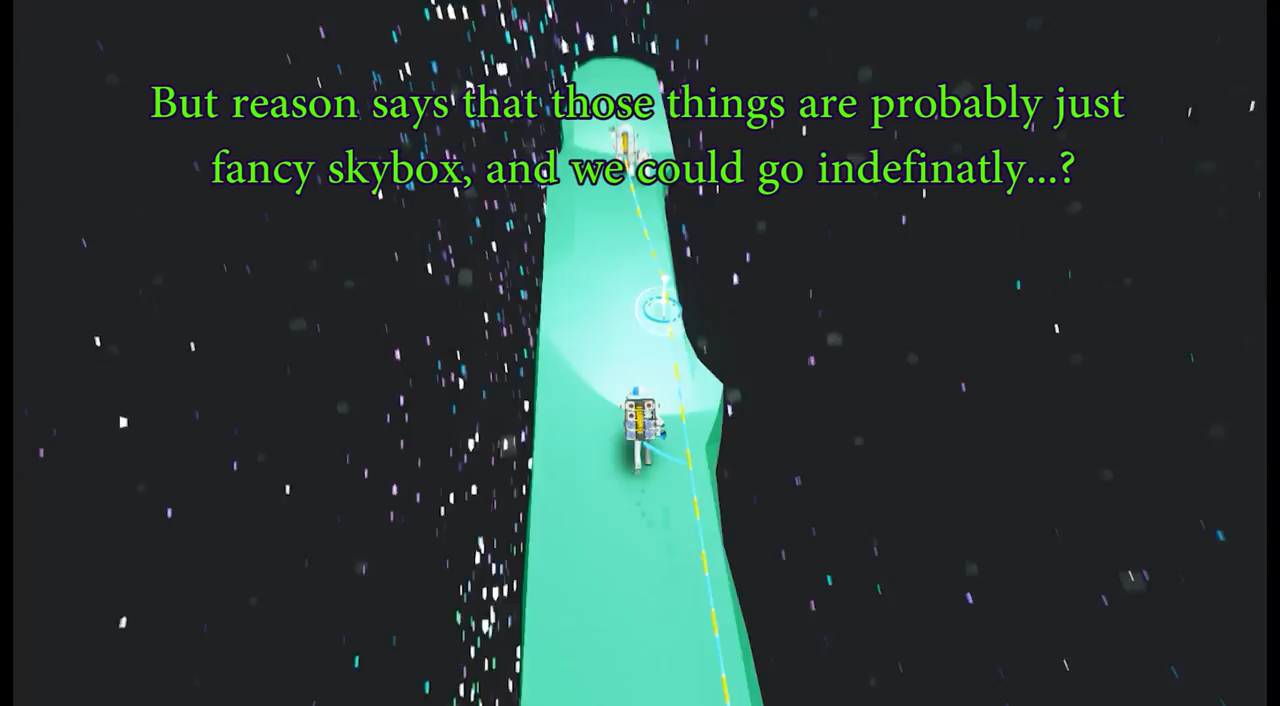 But reason says that those things are probably just
fancy skybox, and we could go indefinatly...?